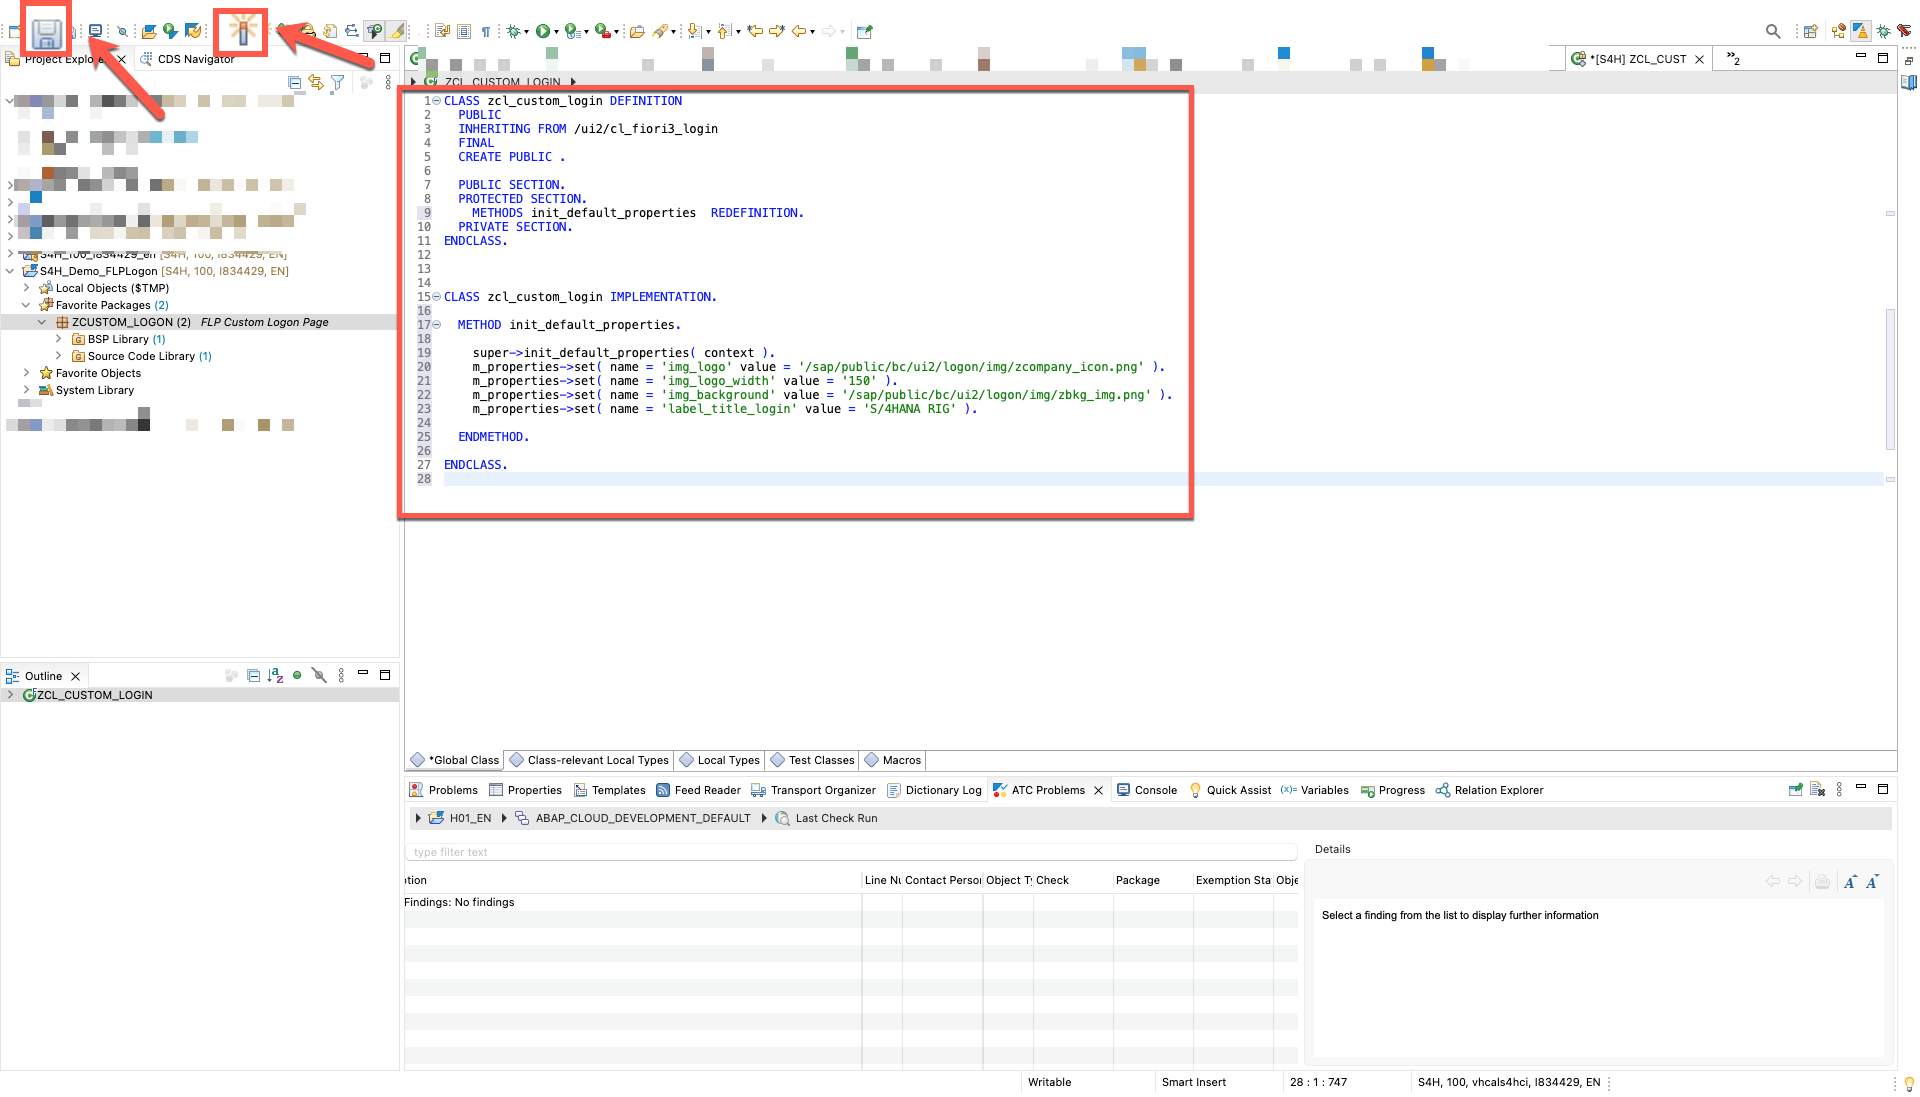 Project Explorer
CDS Navigator
*[S4H] ZCL_CUST
2
ZCL_CUSTOM_LOGIN
1 CLASS zcl_custom_login DEFINITION
2 PUBLIC
3 INHERITING FROM /ui2/cl_fiori3_login
4 FINAL
5 CREATE PUBLIC .
6
7 PUBLIC SECTION.
8 PROTECTED SECTION.
9 METHODS init_default_properties  REDEFINITION.
10 PRIVATE SECTION.
11 ENDCLASS.
12
13
14
15 CLASS zcl_custom_login IMPLEMENTATION.
16
17 METHOD init_default_properties.
18
19 super->init_default_properties( context ).
20 m_properties->set( name = 'img_logo' value = '/sap/public/bc/ui2/logon/img/zcompany_icon.png' ).
21 m_properties->set( name = 'img_logo_width' value = '150' ).
22 m_properties->set( name = 'img_background' value = '/sap/public/bc/ui2/logon/img/zbkg_img.png' ).
23 m_properties->set( name = 'label_title_login' value = 'S/4HANA RIG' ).
24
25 ENDMETHOD.
26
27 ENDCLASS.
28
S4H_100_I834429_en [S4H, 100, I834429, EN]
S4H_Demo_FLPLogon [S4H, 100, I834429, EN]
Local Objects ($TMP)
Favorite Packages (2)
ZCUSTOM_LOGON (2) FLP Custom Logon Page
BSP Library (1)
Source Code Library (1)
Favorite Objects
System Library
Outline
ZCL_CUSTOM_LOGIN
*Global Class
Class-relevant Local Types
Local Types
Test Classes
Macros
Problems
Properties
Templates
Feed Reader
Transport Organizer
Dictionary Log
ATC Problems
Console
Quick Assist
(x)= Variables
Progress
Relation Explorer
H01_EN
ABAP_CLOUD_DEVELOPMENT_DEFAULT
Last Check Run
type filter text
Details
Line Nu Contact Person Object Ty Check Package Exemption Sta Obje
Findings: No findings
Select a finding from the list to display further information
Writable
Smart Insert
28 : 1 : 747
S4H, 100, vhcals4hci, I834429, EN